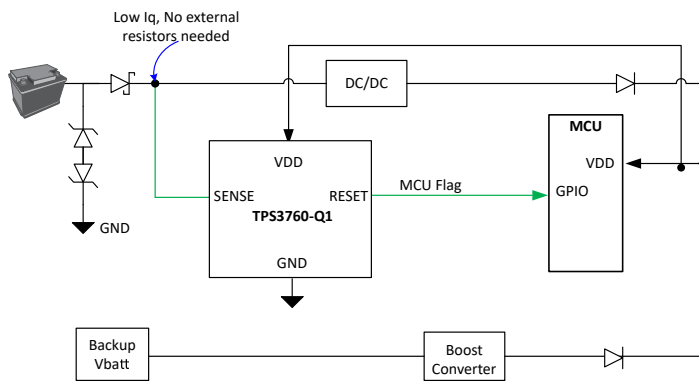 Low Iq, No external
resistors needed
DC/DC
MCU
VDD
VDD
SENSE
RESET
MCU Flag
GPIO
TPS3760-Q1
GND
GND
Backup
Vbatt
Boost
Converter